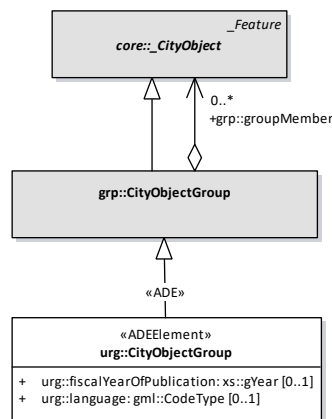 _Feature
core::_CityObject
0..*
+grp::groupMember
grp::CityObjectGroup
«ADE»
«ADEElement»
urg::CityObjectGroup
+ urg::fiscalYearOfPublication: xs::gYear [0..1]
+ urg::language: gml::CodeType [0..1]